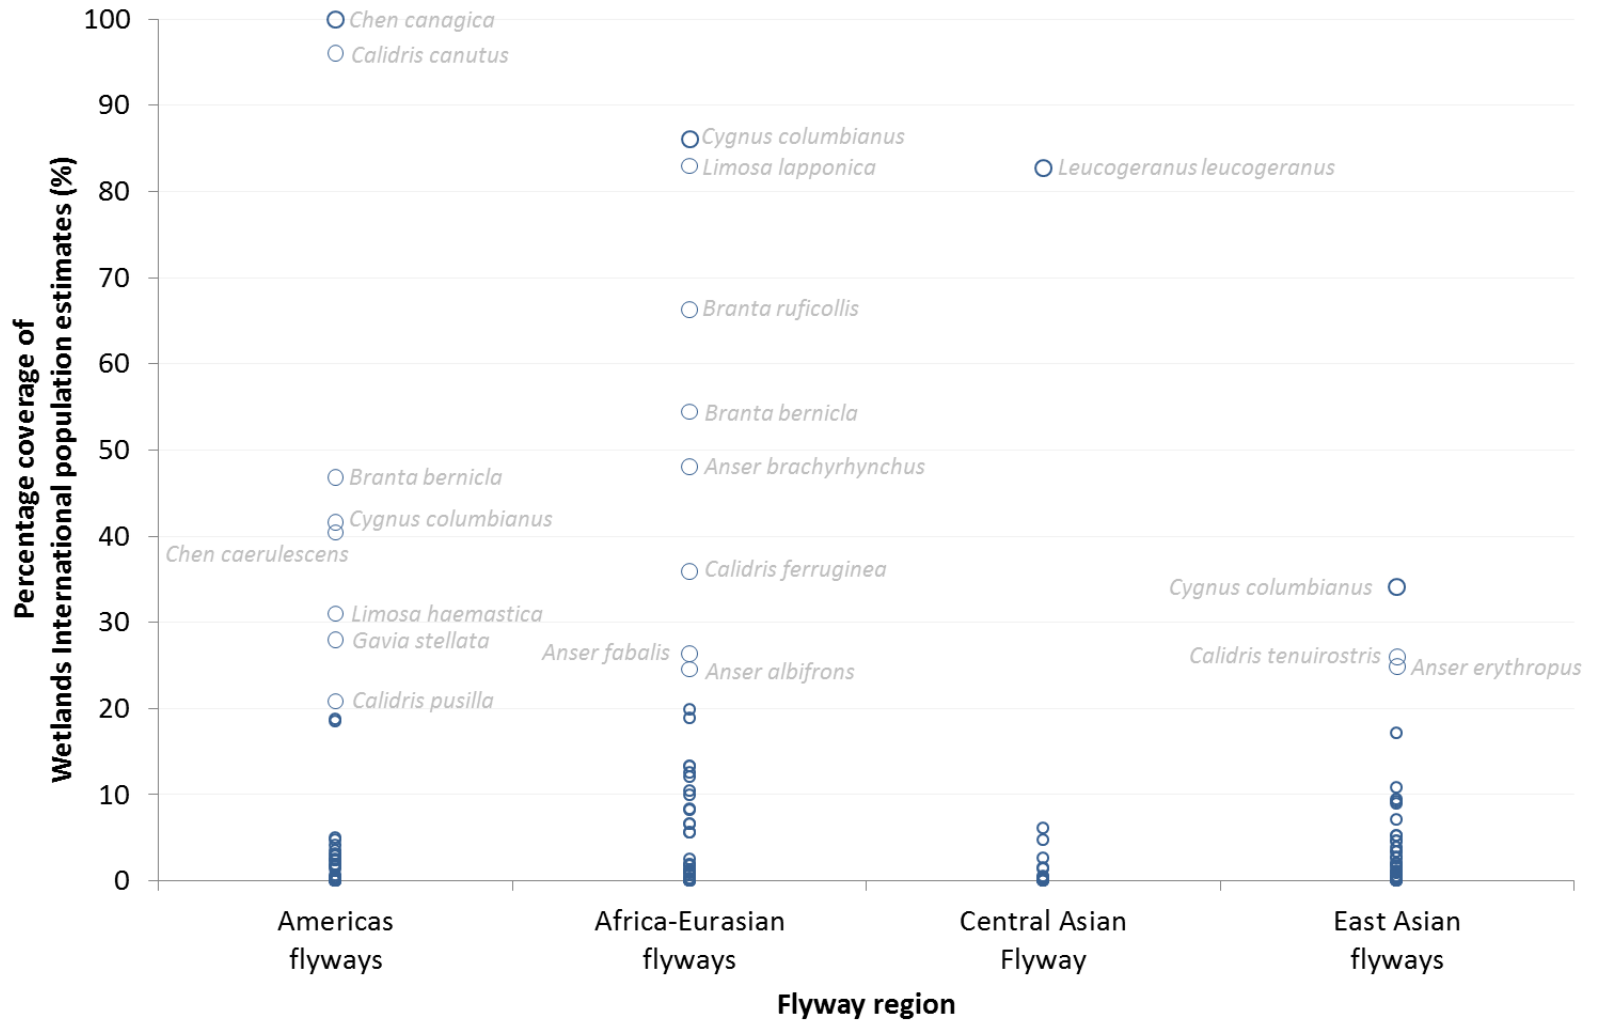 Percentage coverage of
Wetlands International population estimates (%)
100
90
80
70
60
50
40
30
20
10
0
Chen canagica
Calidris canutus
Branta bernicla
Cygnus columbianus
Chen caerulescens
Limosa haemastica
Gavia stellata
Calidris pusilla
Cygnus columbianus
Limosa lapponica
Branta ruficollis
Branta bernicla
Anser brachyrhynchus
Calidris ferruginea
Anser fabalis
Anser albifrons
Leucogeranus leucogeranus
Cygnus columbianus
Calidris tenuirostris
Anser erythropus
Americas
flyways
Africa-Eurasian
flyways
Central Asian
Flyway
East Asian
flyways
Flyway region